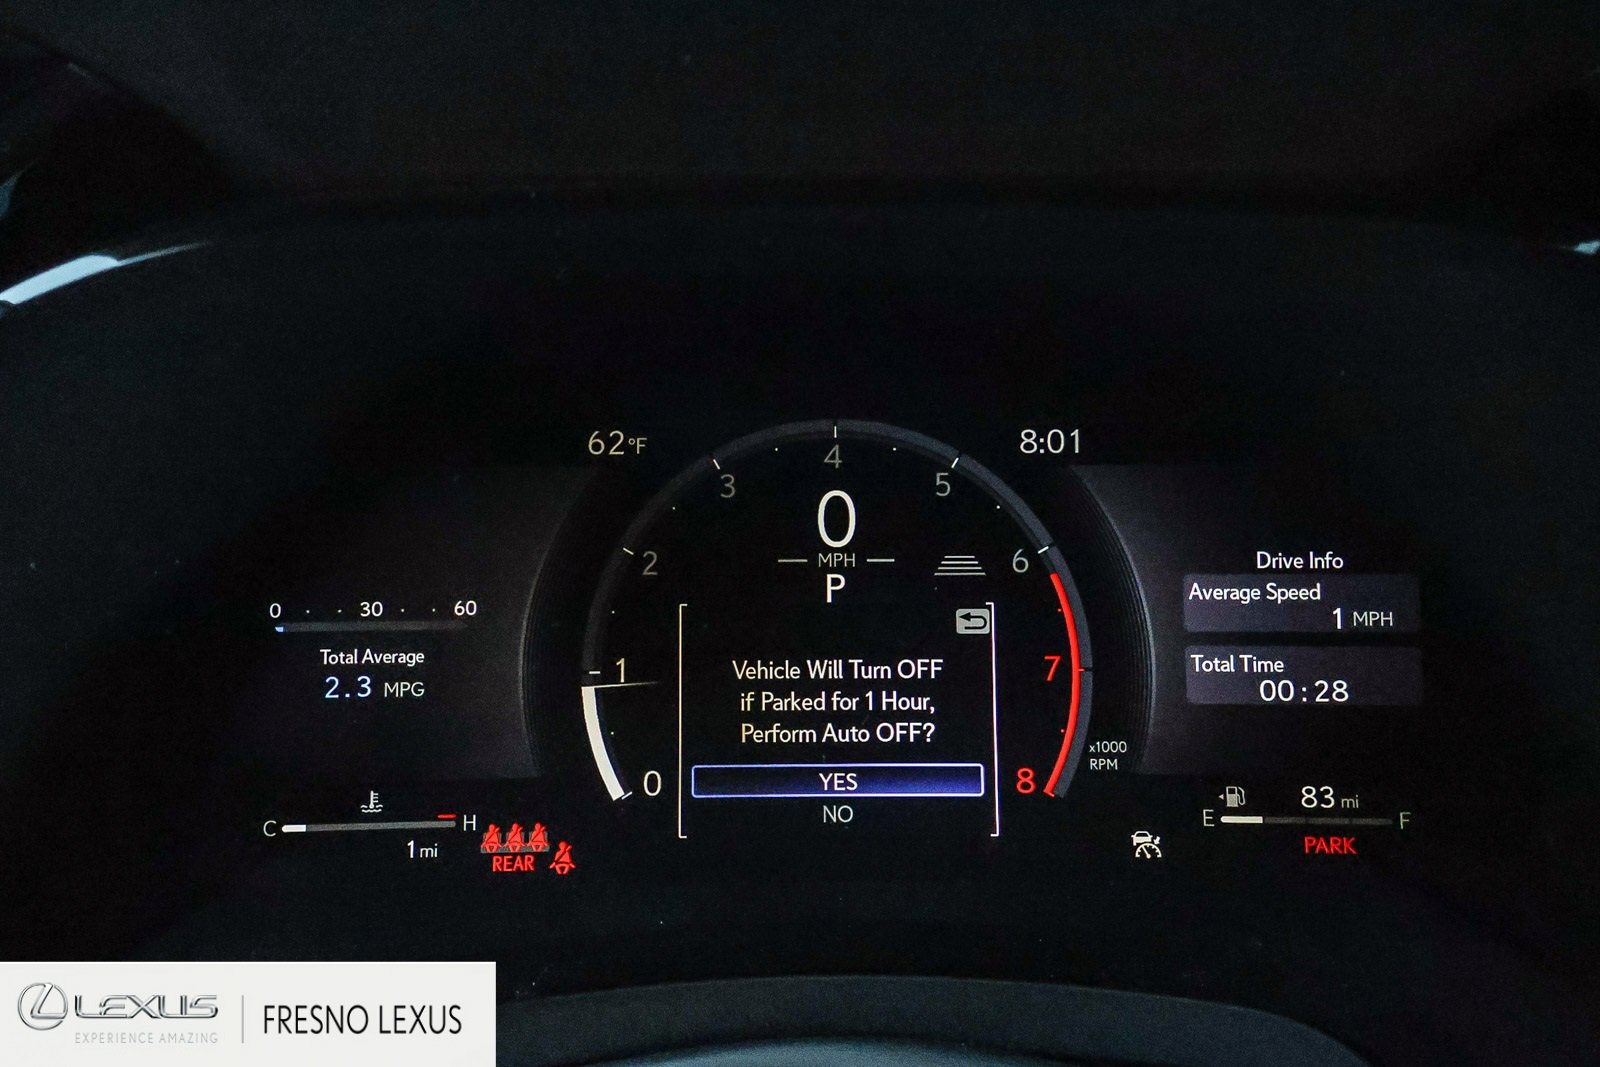 62°F
8:01
0 30 60
Total Average
2.3 MPG
C H
1 mi
REAR
0
1
2
3
4
5
6
7
8
x1000
RPM
0
MPH
P
Vehicle Will Turn OFF
if Parked for 1 Hour,
Perform Auto OFF?
YES
NO
Drive Info
Average Speed
1 MPH
Total Time
00:28
83 mi
E F
PARK
LEXUS
EXPERIENCE AMAZING
FRESNO LEXUS